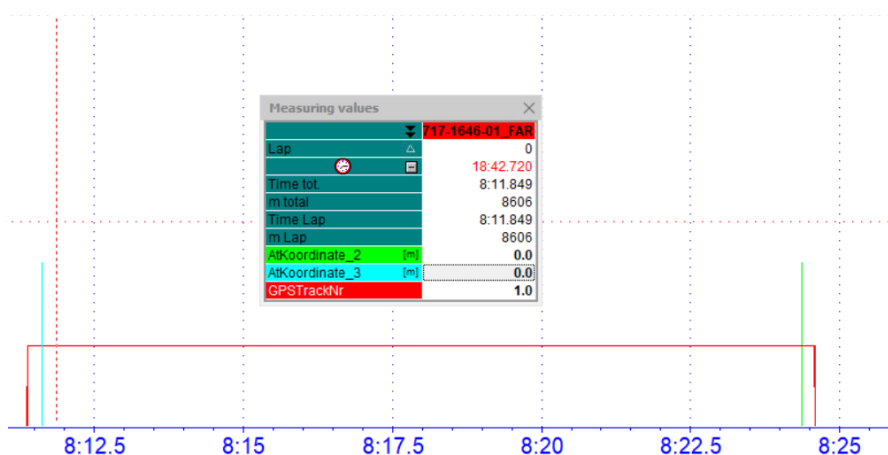 Measuring values
717-1646-01_FAR
Lap 0
18:42.720
Time tot. 8:11.849
m total 8606
Time Lap 8:11.849
m Lap 8606
AtKoordinate_2 [m] 0.0
AtKoordinate_3 [m] 0.0
GPSTrackNr 1.0
8:12.5 8:15 8:17.5 8:20 8:22.5 8:25